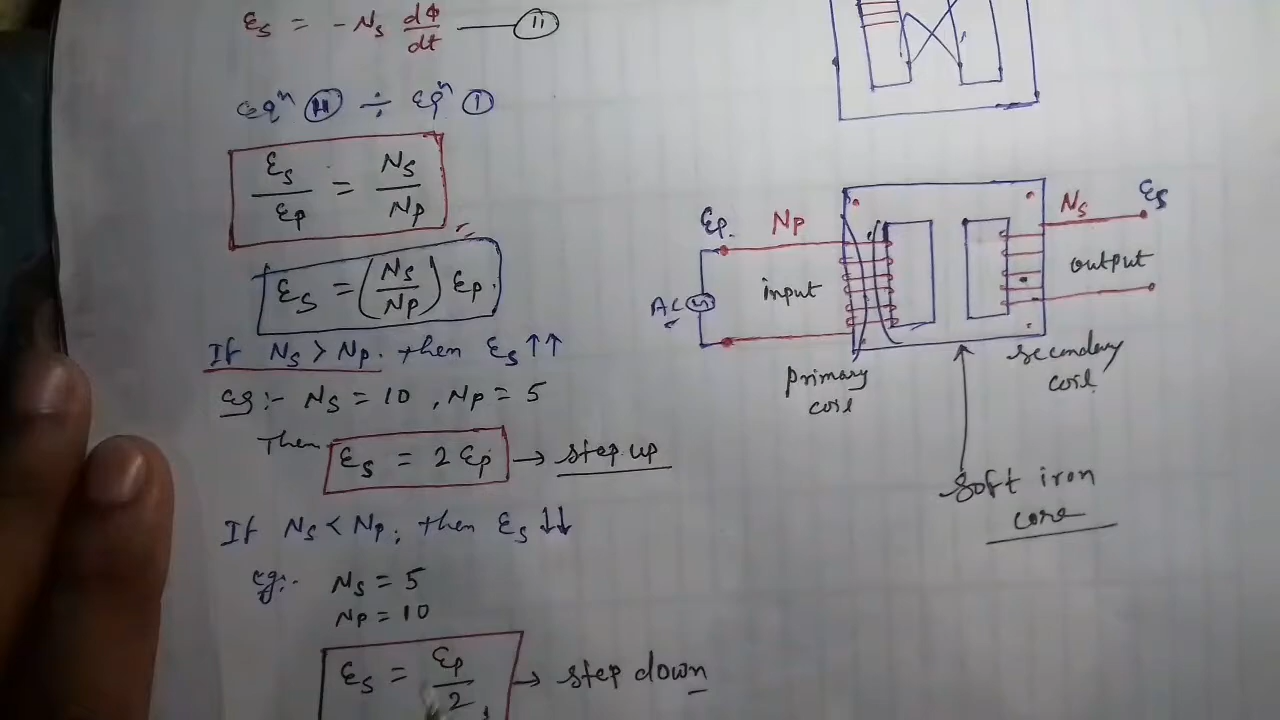 εs = -Ns dΦ/dt —— (II)
Eqⁿ (II) ÷ Eqⁿ (I)
εs/εp = Ns/Np
εs = (Ns/Np) εp.
If Ns > Np. then εs ↑↑
eg:- Ns = 10, Np = 5
Then εs = 2 εp → step up
If Ns < Np, then εs ↓↓
eg:- Ns = 5
Np = 10
εs = εp/2, → step down
εp. Np
Ns εs
AC input
output
primary
coil
secondary
coil
soft iron
core